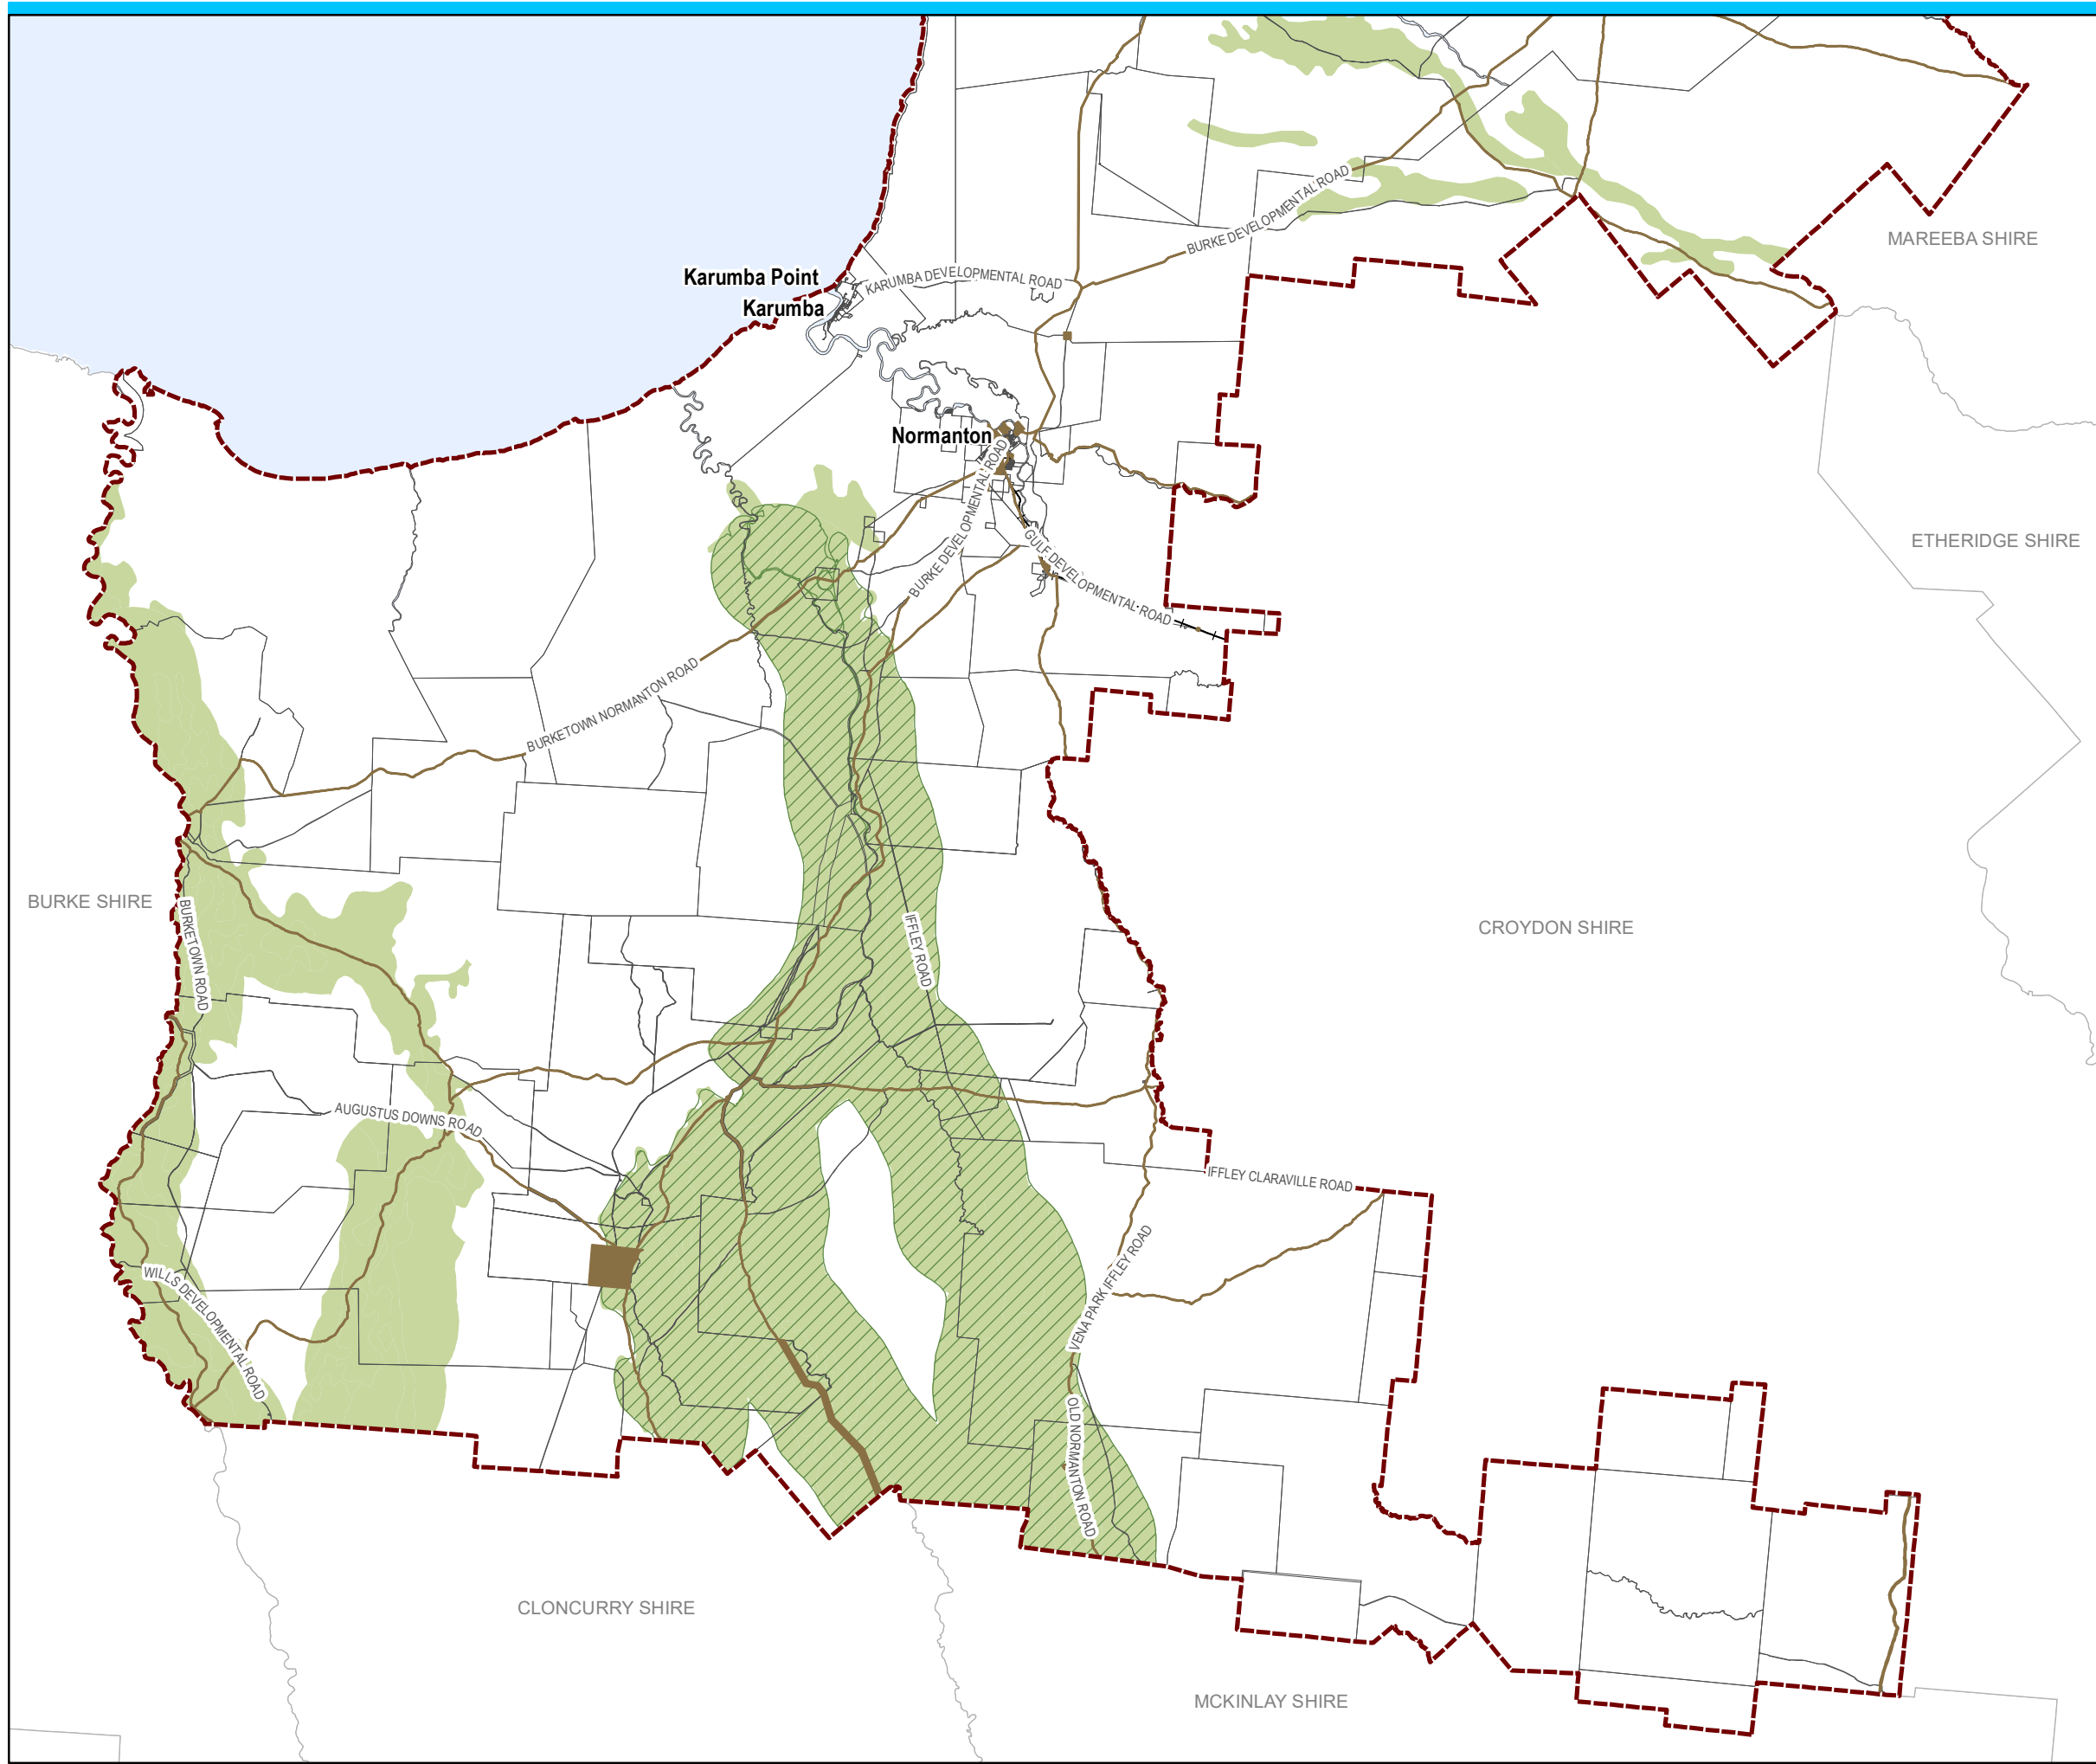 BURKE DEVELOPMENTAL ROAD
MAREEBA SHIRE
Karumba Point
KARUMBA DEVELOPMENTAL ROAD
Karumba
Normanton
BURKE DEVELOPMENTAL ROAD
GULF DEVELOPMENTAL ROAD
ETHERIDGE SHIRE
BURKETOWN NORMANTON ROAD
BURKE SHIRE
BURKETOWN ROAD
IFFLEY ROAD
CROYDON SHIRE
AUGUSTUS DOWNS ROAD
IFFLEY CLARAVILLE ROAD
VENA PARK IFFLEY ROAD
WILLS DEVELOPMENTAL ROAD
OLD NORMANTON ROAD
CLONCURRY SHIRE
MCKINLAY SHIRE